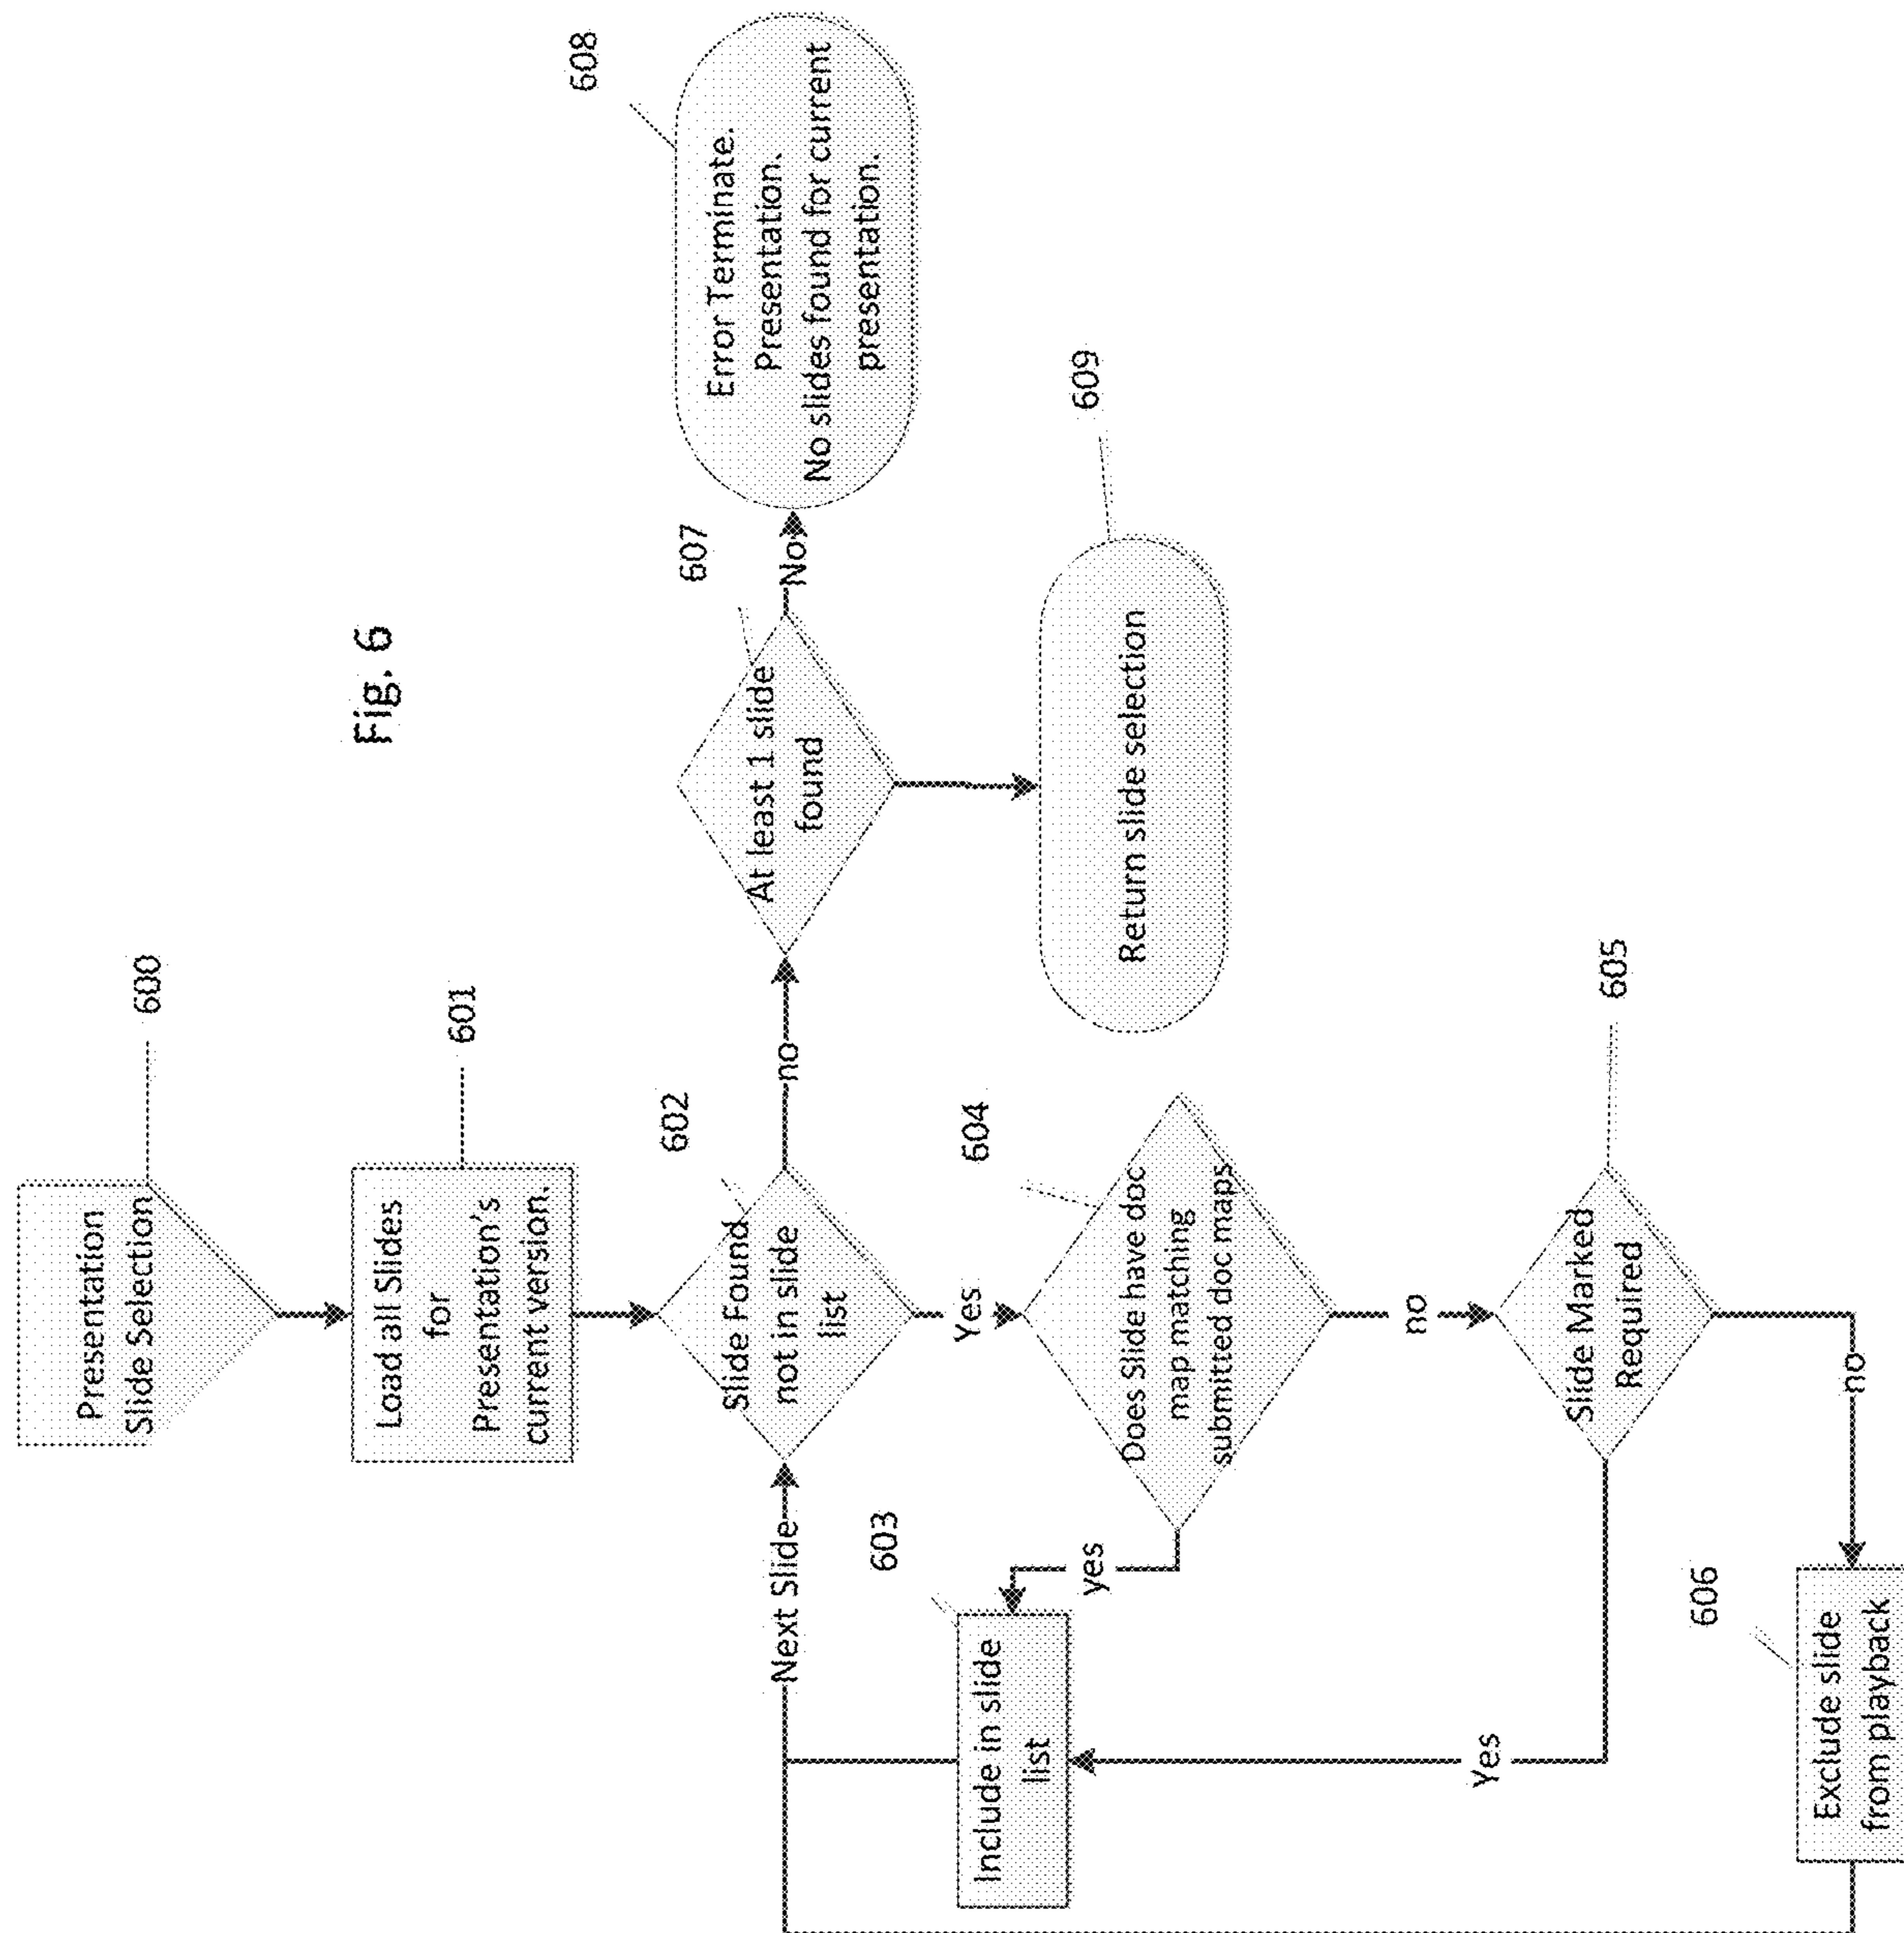 Fig. 6
600
Presentation
Slide Selection
601
Load all Slides
for
Presentation's
current version.
602
Slide Found
not in slide
list
no
Yes
Next Slide
603
Include in slide
list
604
Does Slide have doc
map matching
submitted doc maps
yes
no
605
Slide Marked
Required
Yes
no
606
Exclude slide
from playback
607
At least 1 slide
found
No
608
Error Terminate.
Presentation.
No slides found for current
presentation.
609
Return slide selection